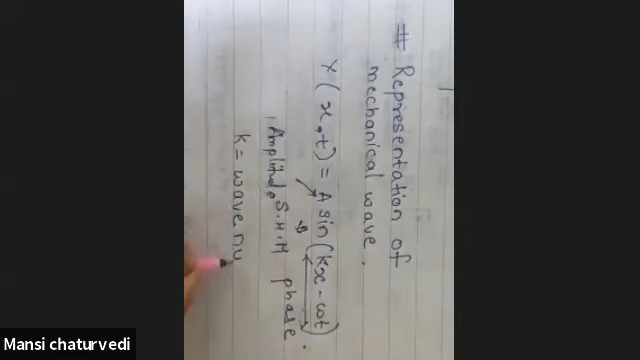 # Representation of
mechanical wave.
Y(x,t) = A sin(kx-ωt).
Amplitude S.H.M phase
k = wave nu
Mansi chaturvedi